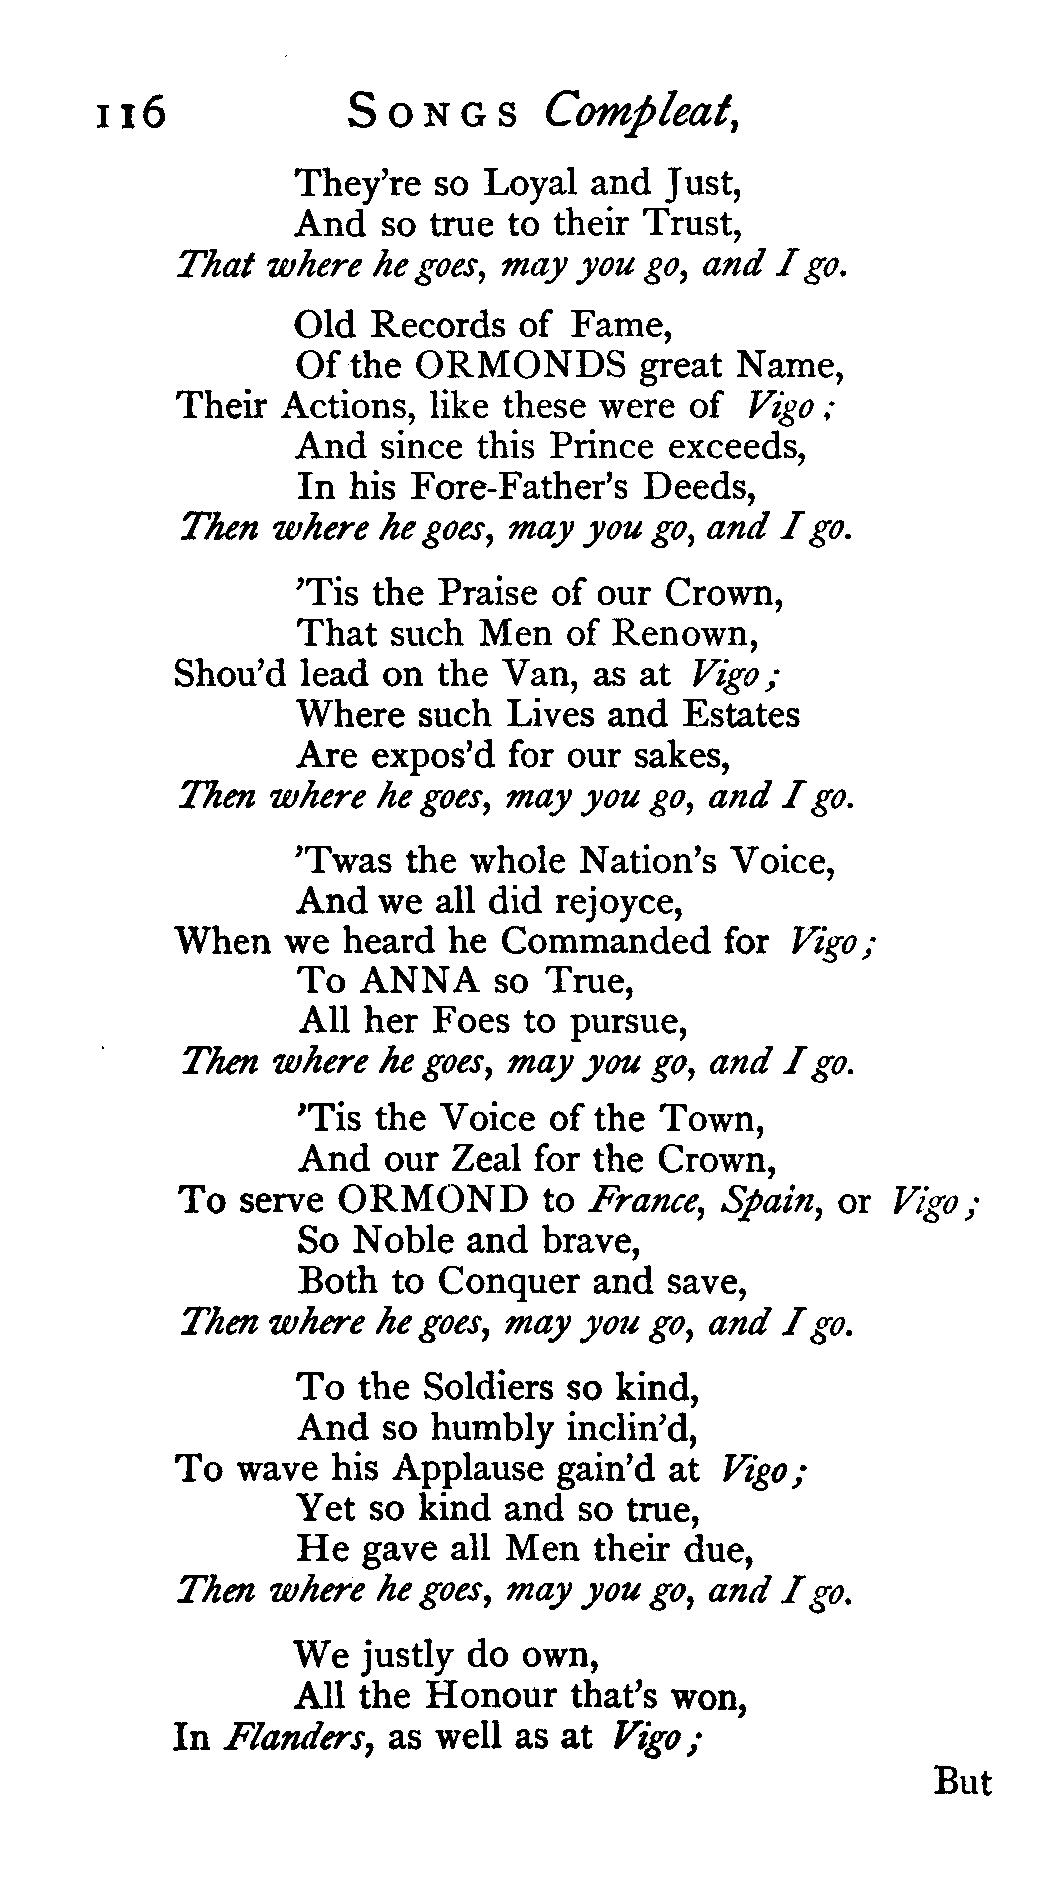 116 SONGS Compleat,
They're so Loyal and Just,
And so true to their Trust,
That where he goes, may you go, and I go.
Old Records of Fame,
Of the ORMONDS great Name,
Their Actions, like these were of Vigo;
And since this Prince exceeds,
In his Fore-Father's Deeds,
Then where he goes, may you go, and I go.
'Tis the Praise of our Crown,
That such Men of Renown,
Shou'd lead on the Van, as at Vigo;
Where such Lives and Estates
Are expos'd for our sakes,
Then where he goes, may you go, and I go.
'Twas the whole Nation's Voice,
And we all did rejoyce,
When we heard he Commanded for Vigo;
To ANNA so True,
All her Foes to pursue,
Then where he goes, may you go, and I go.
'Tis the Voice of the Town,
And our Zeal for the Crown,
To serve ORMOND to France, Spain, or Vigo;
So Noble and brave,
Both to Conquer and save,
Then where he goes, may you go, and I go.
To the Soldiers so kind,
And so humbly inclin'd,
To wave his Applause gain'd at Vigo;
Yet so kind and so true,
He gave all Men their due,
Then where he goes, may you go, and I go.
We justly do own,
All the Honour that's won,
In Flanders, as well as at Vigo;
But